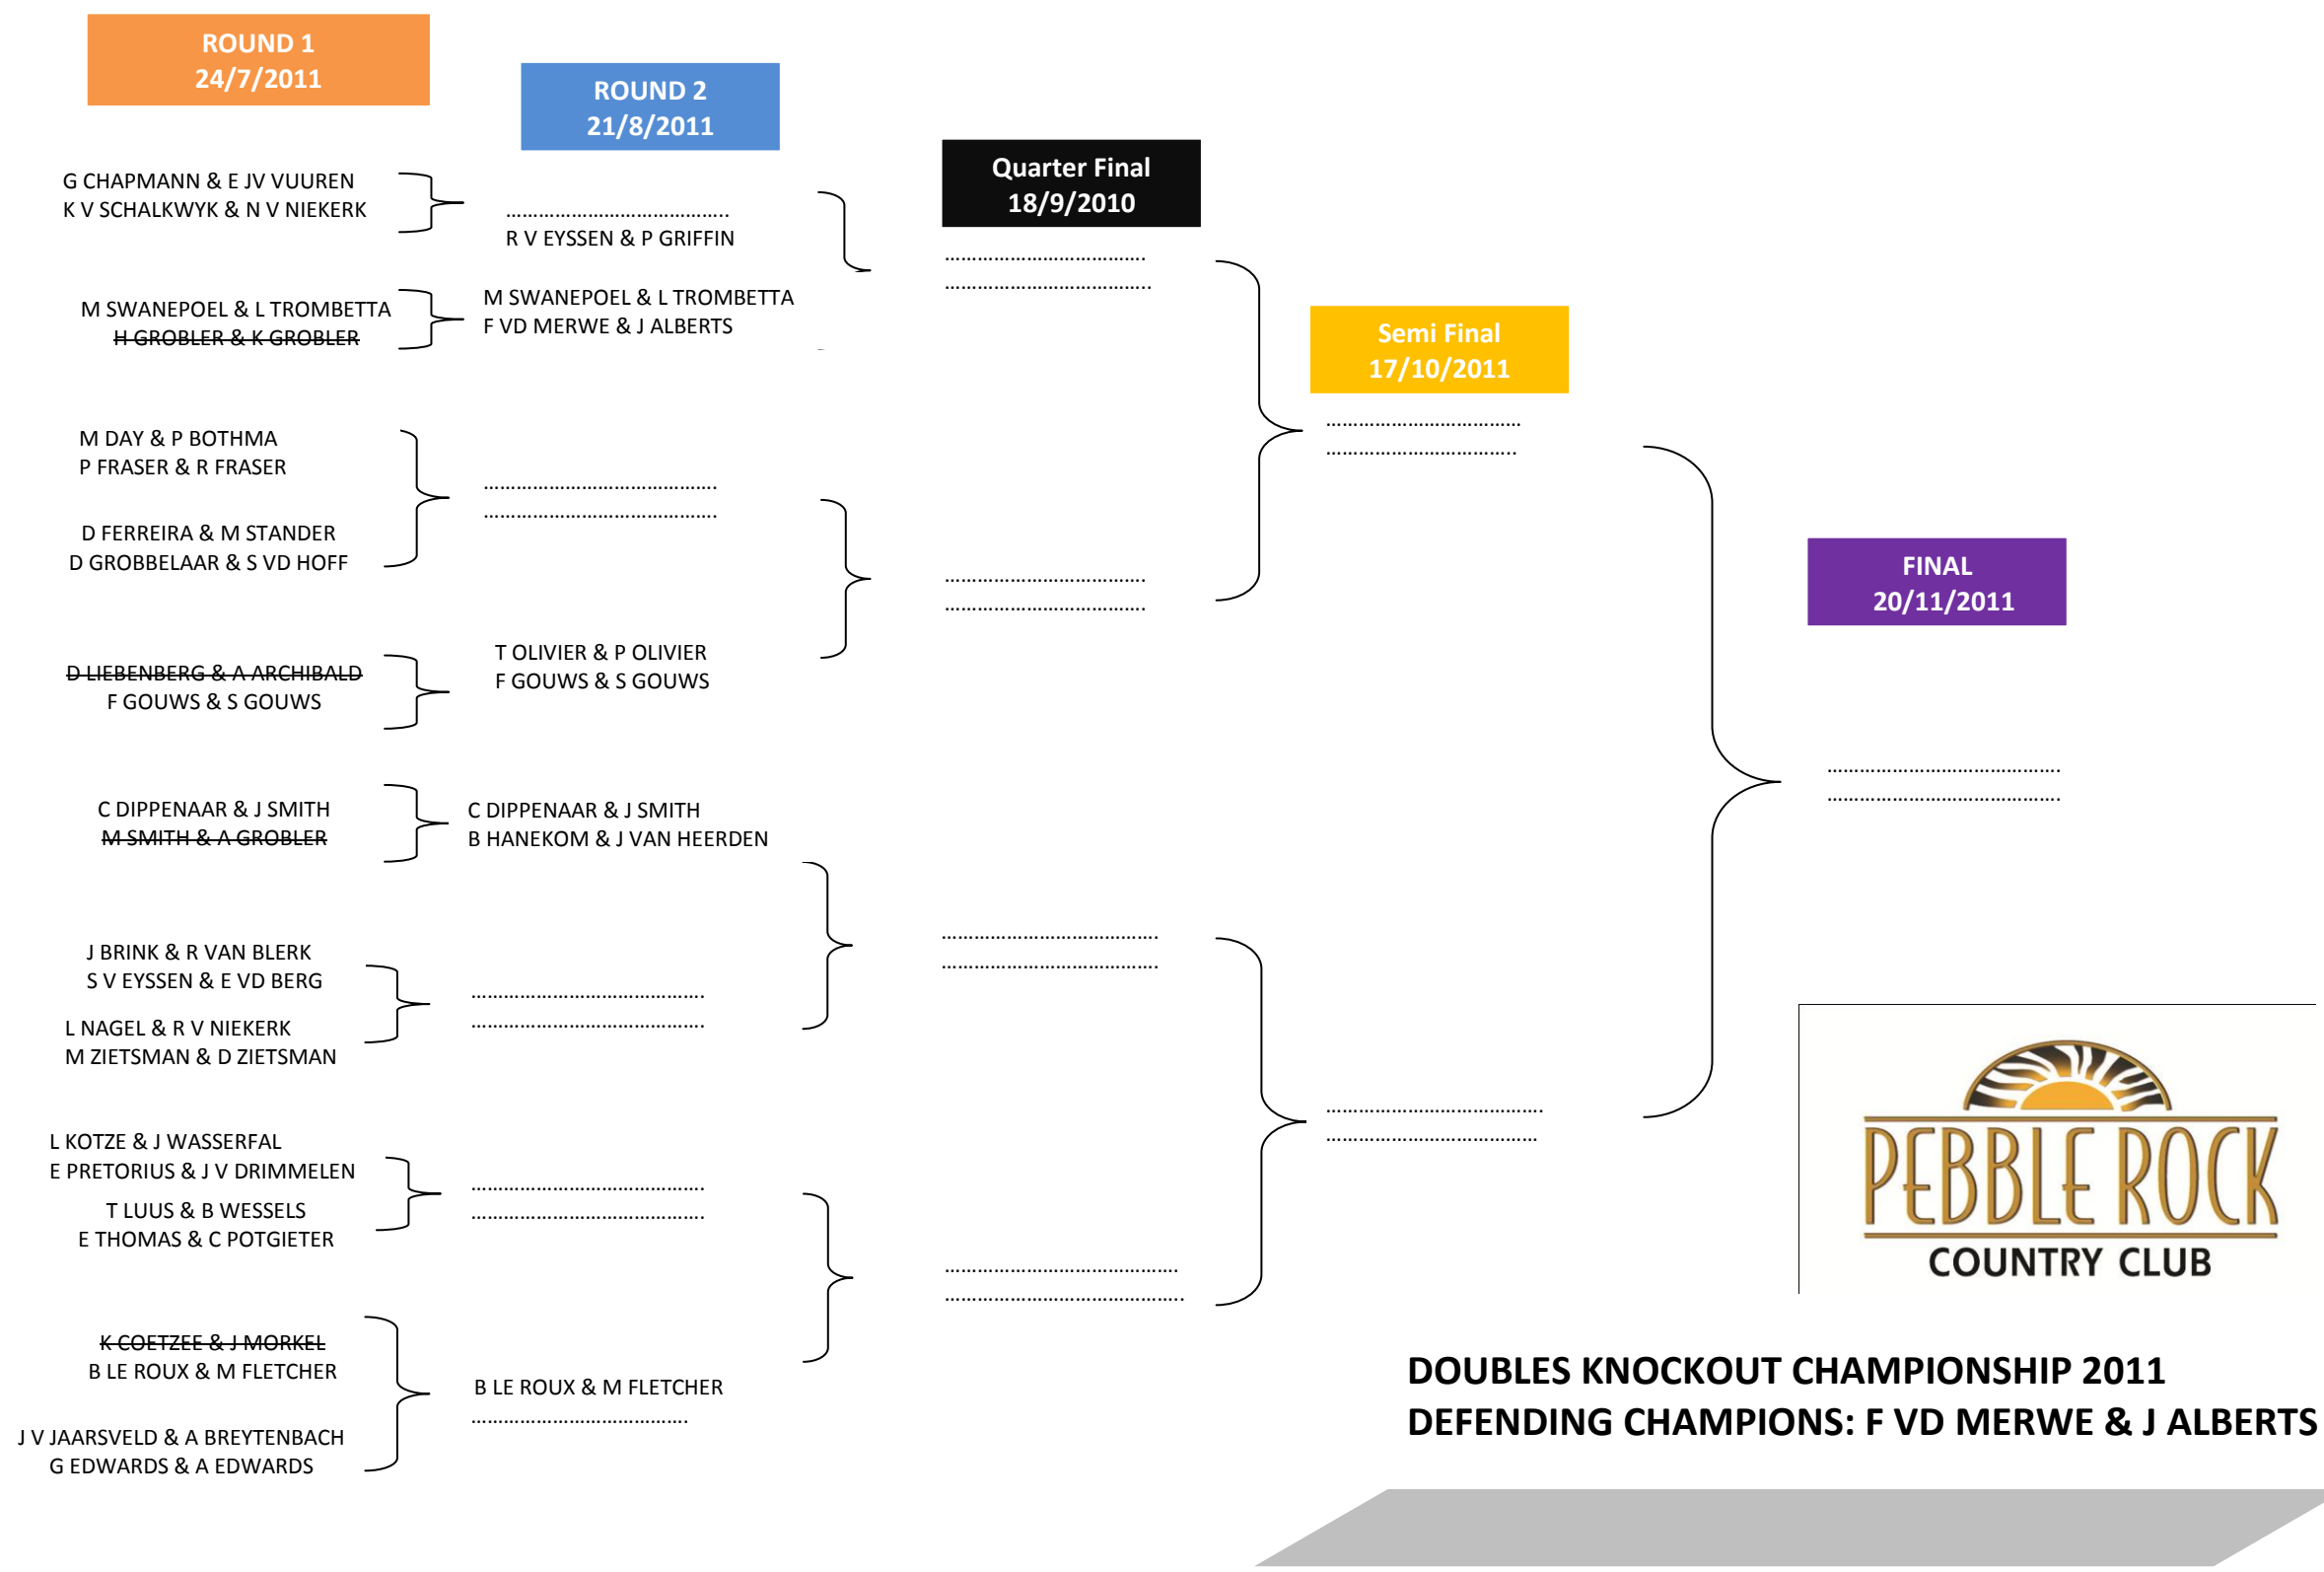 ROUND 1
24/7/2011
G CHAPMANN & E JV VUUREN
K V SCHALKWYK & N V NIEKERK
M SWANEPOEL & L TROMBETTA
H GROBLER & K GROBLER
M DAY & P BOTHMA
P FRASER & R FRASER
D FERREIRA & M STANDER
D GROBBELAAR & S VD HOFF
D LIEBENBERG & A ARCHIBALD
F GOUWS & S GOUWS
C DIPPENAAR & J SMITH
M SMITH & A GROBLER
J BRINK & R VAN BLERK
S V EYSSEN & E VD BERG
L NAGEL & R V NIEKERK
M ZIETSMAN & D ZIETSMAN
L KOTZE & J WASSERFAL
E PRETORIUS & J V DRIMMELEN
T LUUS & B WESSELS
E THOMAS & C POTGIETER
K COETZEE & J MORKEL
B LE ROUX & M FLETCHER
J V JAARSVELD & A BREYTENBACH
G EDWARDS & A EDWARDS
ROUND 2
21/8/2011
R V EYSSEN & P GRIFFIN
M SWANEPOEL & L TROMBETTA
F VD MERWE & J ALBERTS
T OLIVIER & P OLIVIER
F GOUWS & S GOUWS
C DIPPENAAR & J SMITH
B HANEKOM & J VAN HEERDEN
B LE ROUX & M FLETCHER
Quarter Final
18/9/2010
Semi Final
17/10/2011
FINAL
20/11/2011
PEBBLE ROCK
COUNTRY CLUB
DOUBLES KNOCKOUT CHAMPIONSHIP 2011
DEFENDING CHAMPIONS: F VD MERWE & J ALBERTS